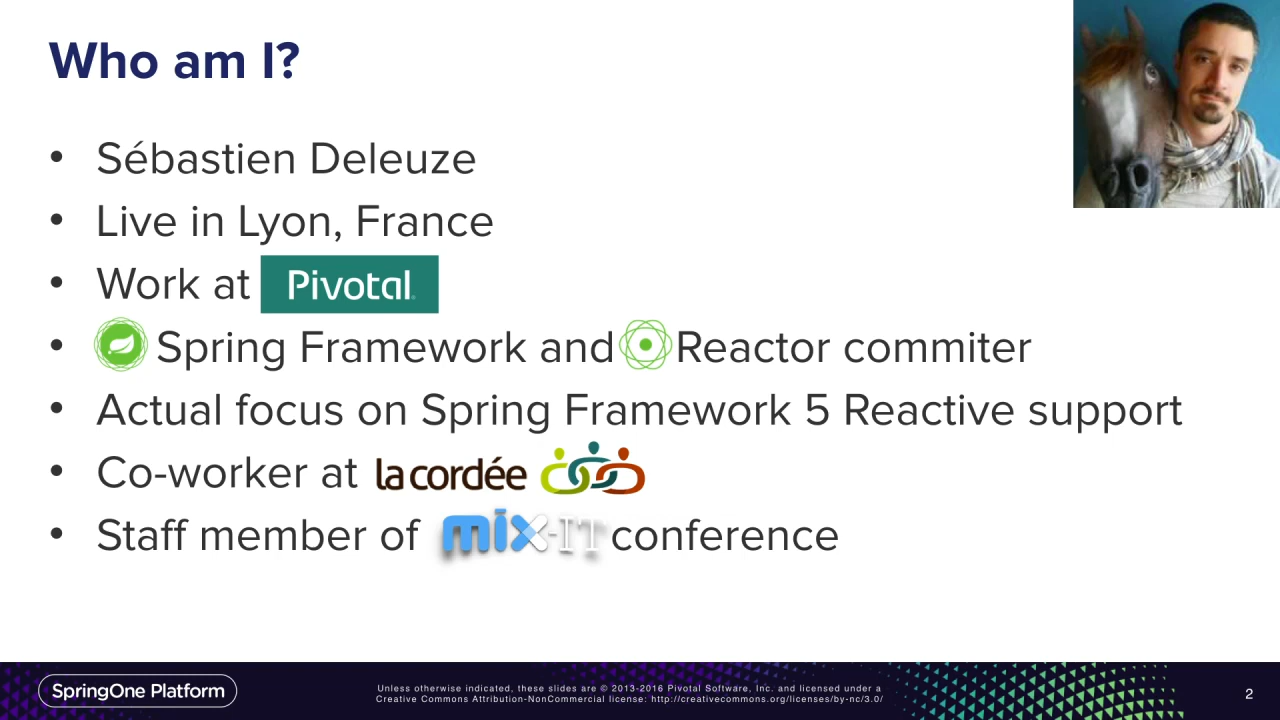 Who am I?
• Sébastien Deleuze
• Live in Lyon, France
• Work at Pivotal
• Spring Framework and Reactor commiter
• Actual focus on Spring Framework 5 Reactive support
• Co-worker at la cordée
• Staff member of mix-IT conference
SpringOne Platform
Unless otherwise indicated, these slides are © 2013-2016 Pivotal Software, Inc. and licensed under a
Creative Commons Attribution-NonCommercial license: http://creativecommons.org/licenses/by-nc/3.0/
2